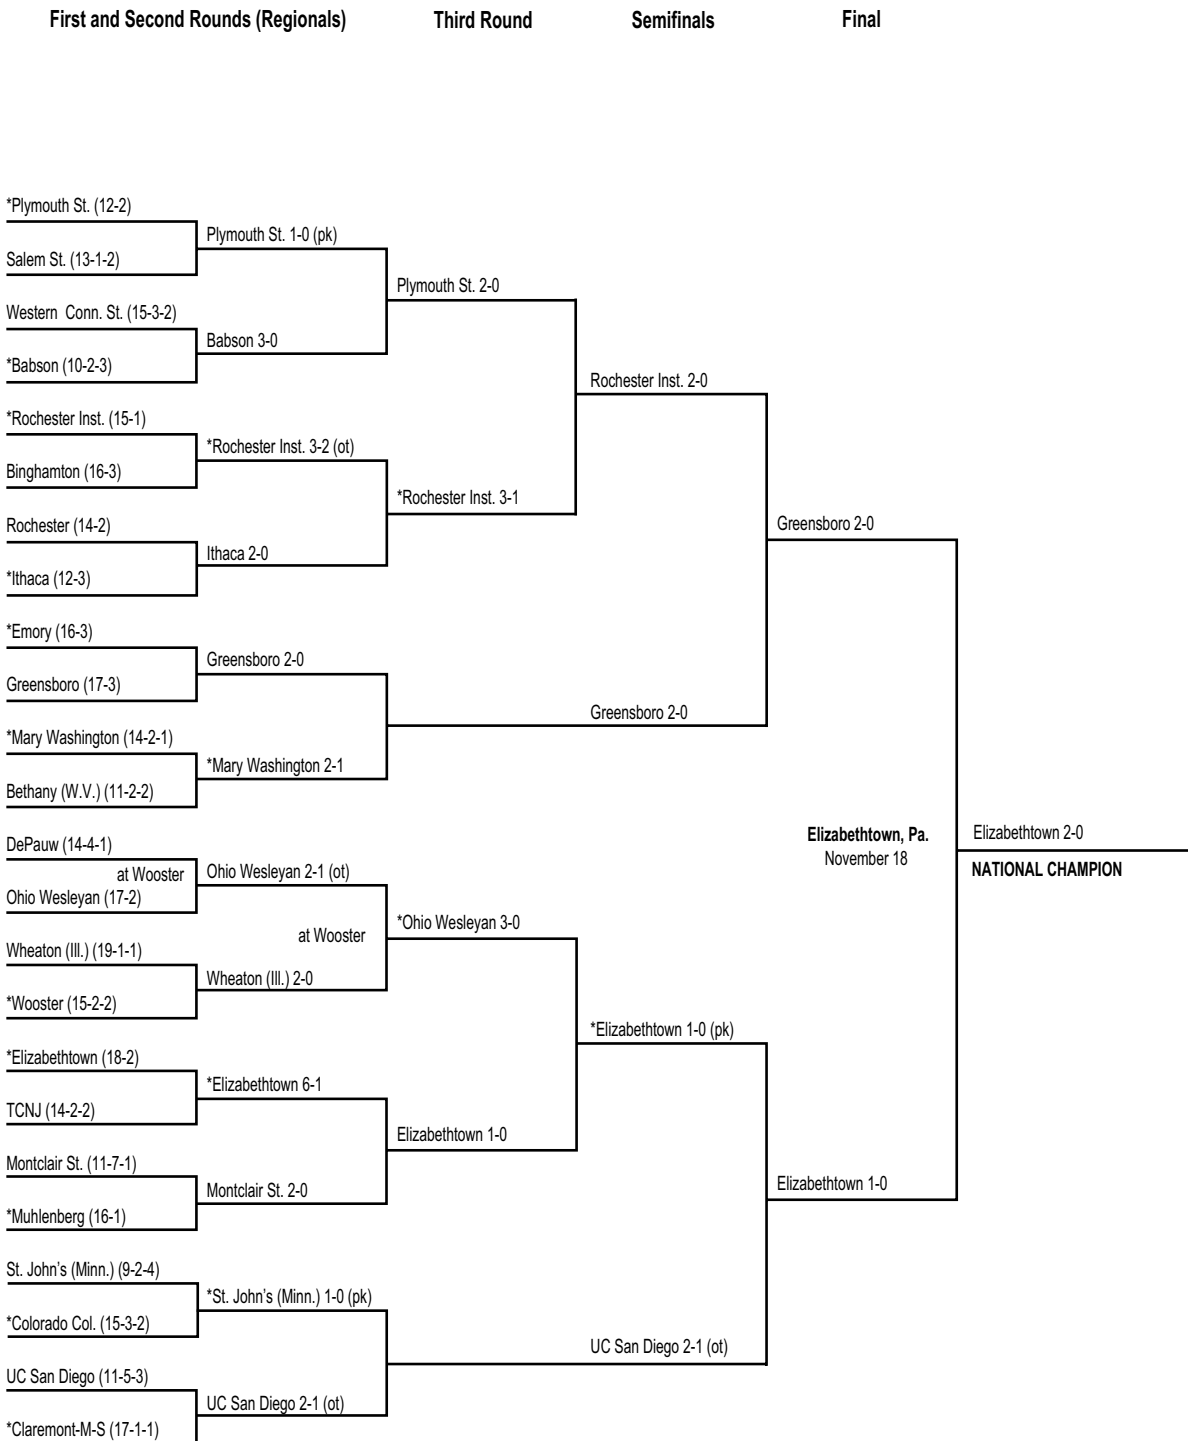 First and Second Rounds (Regionals) Third Round Semifinals Final
*Plymouth St. (12-2)
Plymouth St. 1-0 (pk)
Salem St. (13-1-2)
Plymouth St. 2-0
Western Conn. St. (15-3-2)
Babson 3-0
*Babson (10-2-3)
Rochester Inst. 2-0
*Rochester Inst. (15-1)
*Rochester Inst. 3-2 (ot)
Binghamton (16-3)
*Rochester Inst. 3-1
Rochester (14-2)
Greensboro 2-0
Ithaca 2-0
*Ithaca (12-3)
*Emory (16-3)
Greensboro 2-0
Greensboro (17-3)
Greensboro 2-0
*Mary Washington (14-2-1)
*Mary Washington 2-1
Bethany (W.V.) (11-2-2)
Elizabethtown, Pa.
November 18
Elizabethtown 2-0
NATIONAL CHAMPION
DePauw (14-4-1)
at Wooster
Ohio Wesleyan 2-1 (ot)
Ohio Wesleyan (17-2)
*Ohio Wesleyan 3-0
at Wooster
Wheaton (Ill.) (19-1-1)
Wheaton (Ill.) 2-0
*Wooster (15-2-2)
*Elizabethtown 1-0 (pk)
*Elizabethtown (18-2)
*Elizabethtown 6-1
TCNJ (14-2-2)
Elizabethtown 1-0
Montclair St. (11-7-1)
Elizabethtown 1-0
Montclair St. 2-0
*Muhlenberg (16-1)
St. John's (Minn.) (9-2-4)
*St. John's (Minn.) 1-0 (pk)
*Colorado Col. (15-3-2)
UC San Diego 2-1 (ot)
UC San Diego (11-5-3)
UC San Diego 2-1 (ot)
*Claremont-M-S (17-1-1)